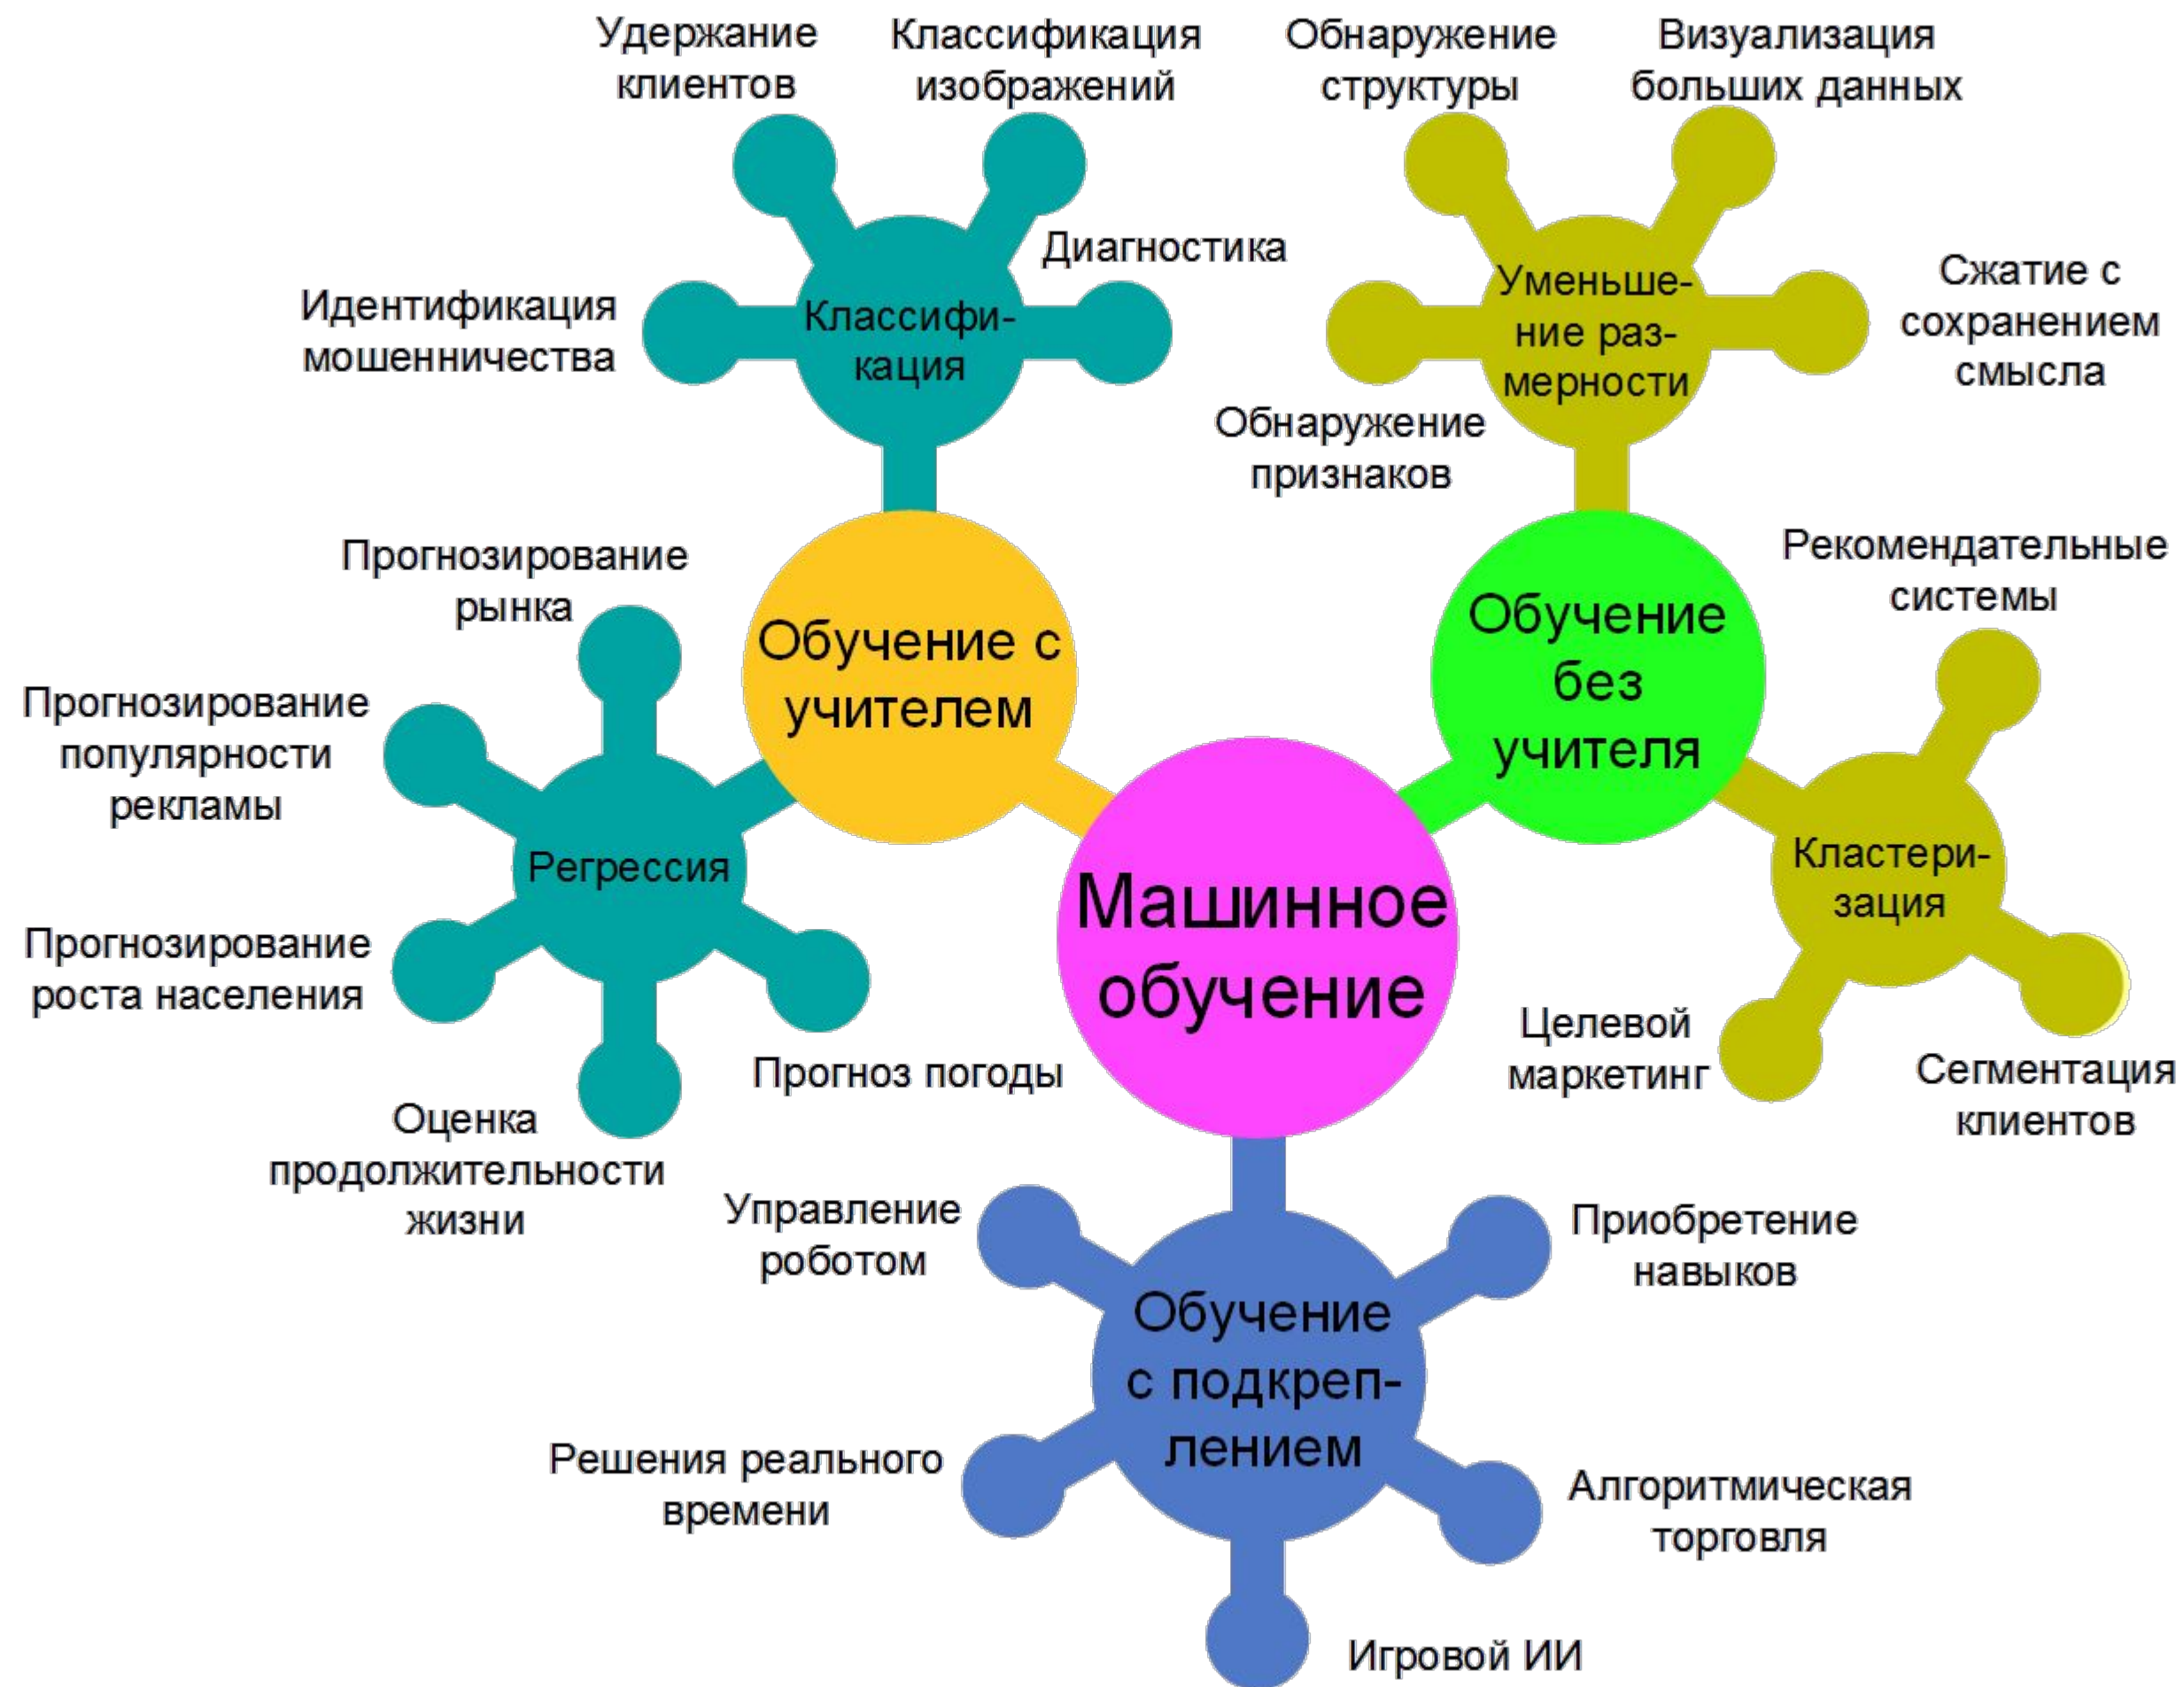 Удержание
клиентов
Классификация
изображений
Обнаружение
структуры
Визуализация
больших данных
Идентификация
мошенничества
Классифи-
кация
Диагностика
Уменьше-
ние раз-
мерности
Сжатие с
сохранением
смысла
Обнаружение
признаков
Прогнозирование
рынка
Обучение с
учителем
Обучение
без
учителя
Рекомендательные
системы
Прогнозирование
популярности
рекламы
Регрессия
Машинное
обучение
Кластери-
зация
Прогнозирование
роста населения
Прогноз погоды
Целевой
маркетинг
Сегментация
клиентов
Оценка
продолжительности
жизни
Управление
роботом
Приобретение
навыков
Обучение
с подкреп-
лением
Решения реального
времени
Алгоритмическая
торговля
Игровой ИИ